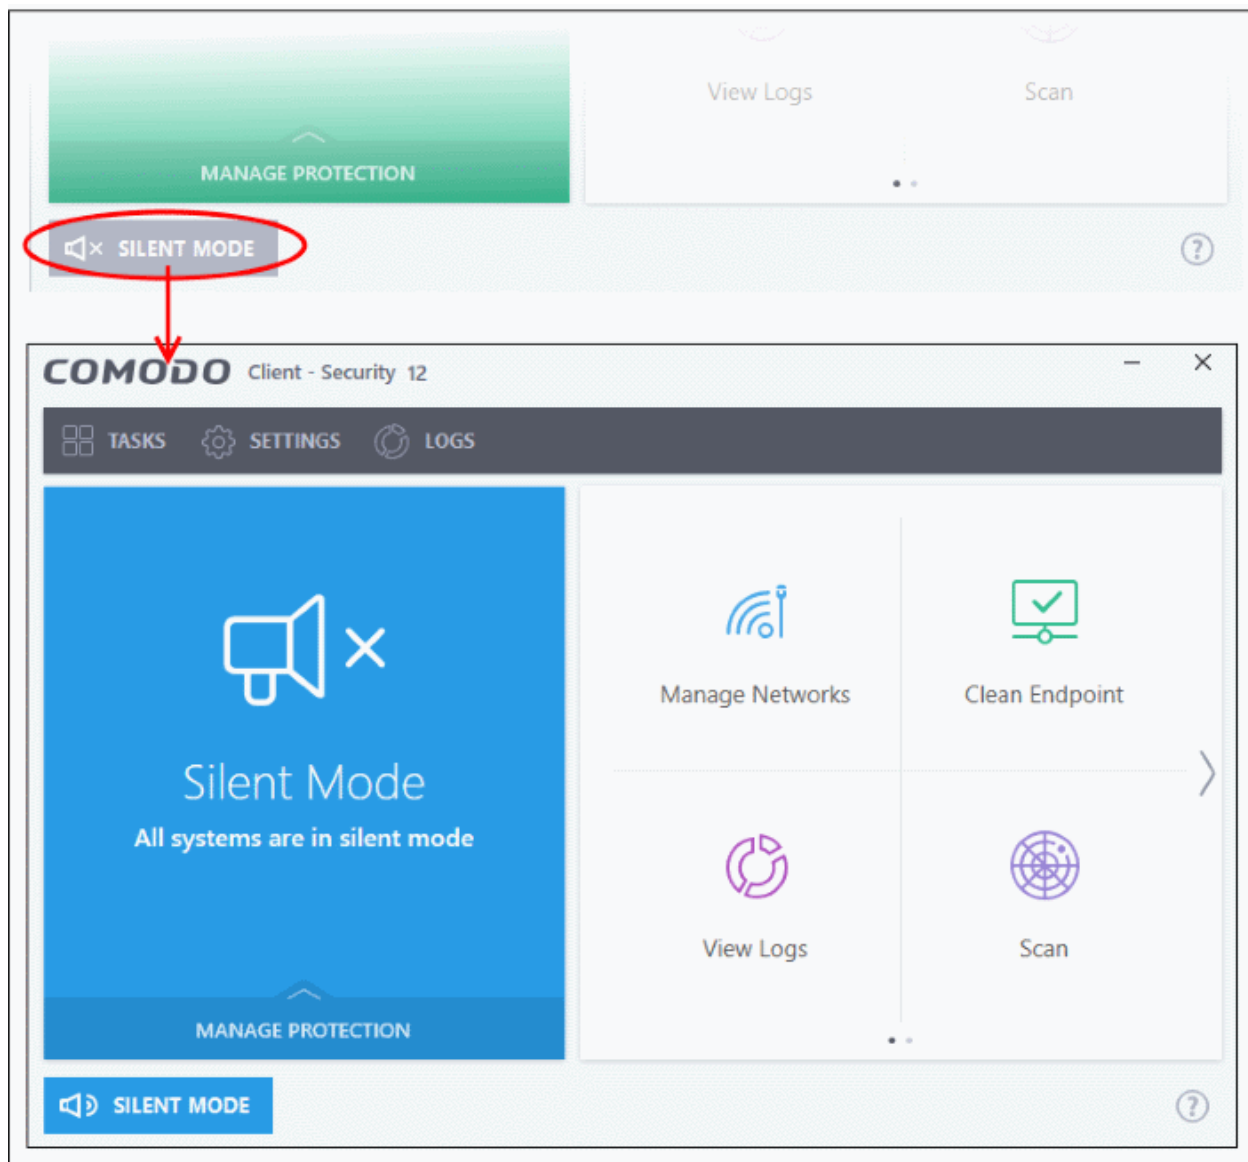 View Logs
Scan
MANAGE PROTECTION
SILENT MODE
COMODO Client - Security 12
TASKS SETTINGS LOGS
Manage Networks
Clean Endpoint
Silent Mode
All systems are in silent mode
View Logs
Scan
MANAGE PROTECTION
SILENT MODE